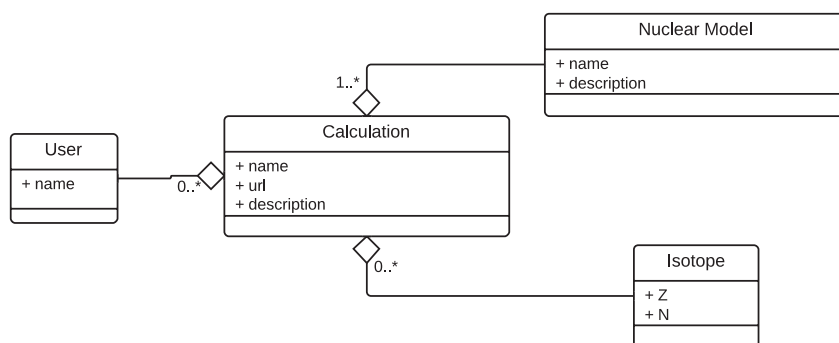 Nuclear Model
+ name
+ description
1..*
Calculation
+ name
+ url
+ description
User
+ name
0..*
0..*
Isotope
+ Z
+ N